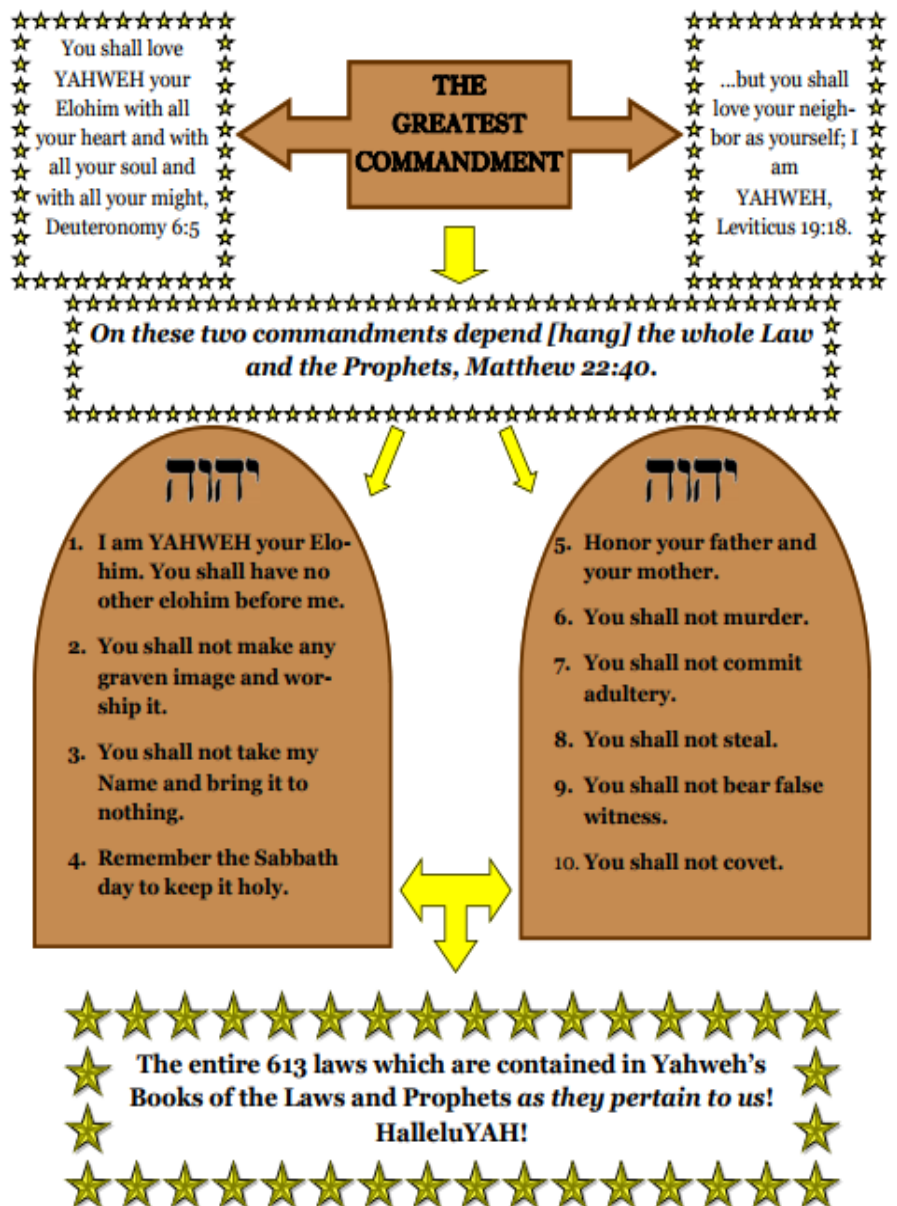 You shall love
YAHWEH your
Elohim with all
your heart and with
all your soul and
with all your might,
Deuteronomy 6:5
THE
GREATEST
COMMANDMENT
...but you shall
love your neigh-
bor as yourself; I
am
YAHWEH,
Leviticus 19:18.
On these two commandments depend [hang] the whole Law
and the Prophets, Matthew 22:40.
יהוה
1. I am YAHWEH your Elo-
him. You shall have no
other elohim before me.
2. You shall not make any
graven image and wor-
ship it.
3. You shall not take my
Name and bring it to
nothing.
4. Remember the Sabbath
day to keep it holy.
יהוה
5. Honor your father and
your mother.
6. You shall not murder.
7. You shall not commit
adultery.
8. You shall not steal.
9. You shall not bear false
witness.
10. You shall not covet.
The entire 613 laws which are contained in Yahweh's
Books of the Laws and Prophets as they pertain to us!
HalleluYAH!